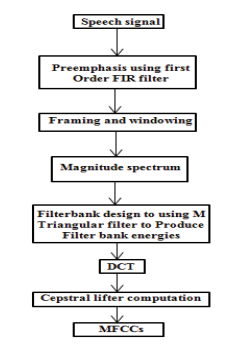 Speech signal
Preemphasis using first
Order FIR filter
Framing and windowing
Magnitude spectrum
Filterbank design to using M
Triangular filter to Produce
Filter bank energies
DCT
Cepstral lifter computation
MFCCs